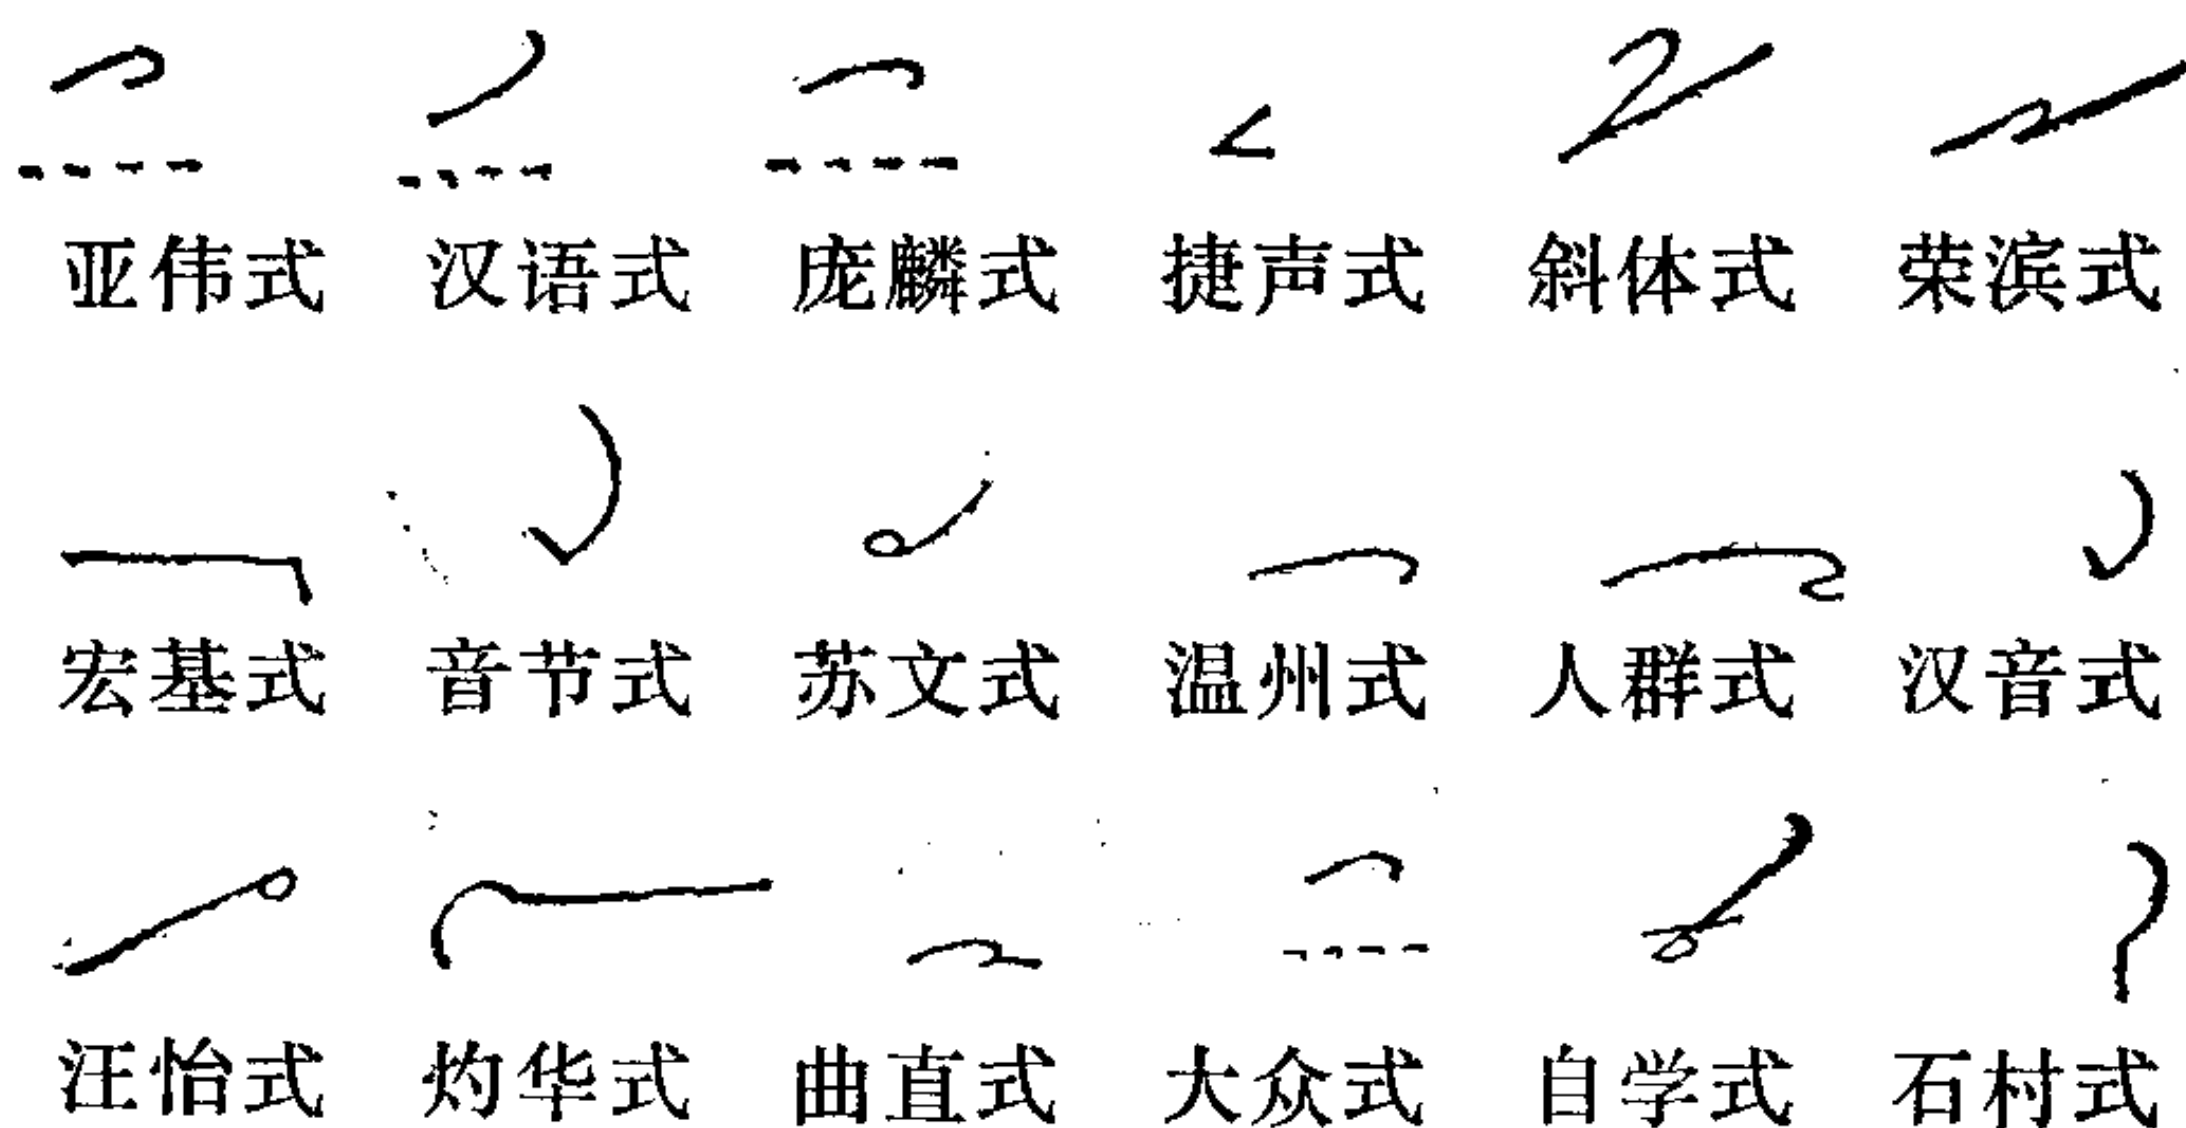 亚伟式 汉语式 庞麟式 捷声式 斜体式 荣滨式
宏基式 音节式 苏文式 温州式 人群式 汉音式
汪怡式 灼华式 曲直式 大众式 自学式 石村式